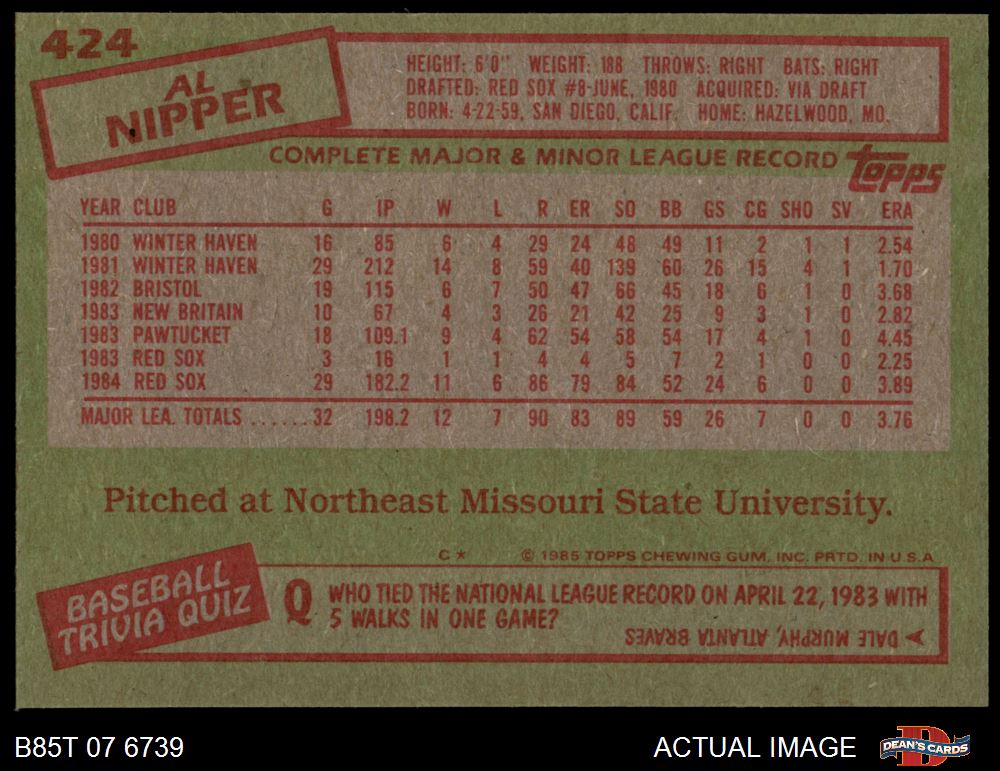 424
AL
NIPPER
HEIGHT: 6'0" WEIGHT: 188 THROWS: RIGHT BATS: RIGHT
DRAFTED: RED SOX #8-JUNE, 1980 ACQUIRED: VIA DRAFT
BORN: 4-22-59, SAN DIEGO, CALIF. HOME: HAZELWOOD, MO.
COMPLETE MAJOR & MINOR LEAGUE RECORD topps
YEAR CLUB G IP W L R ER SO BB GS CG SHO SV ERA
1980 WINTER HAVEN 16 85 6 4 29 24 48 49 11 2 1 1 2.54
1981 WINTER HAVEN 29 212 14 8 59 40 139 60 26 15 4 1 1.70
1982 BRISTOL 19 115 6 7 50 47 66 45 18 6 1 0 3.68
1983 NEW BRITAIN 10 67 4 3 26 21 42 25 9 3 1 0 2.82
1983 PAWTUCKET 18 109.1 9 4 62 54 58 54 17 4 1 0 4.45
1983 RED SOX 3 16 1 1 4 4 5 7 2 1 0 0 2.25
1984 RED SOX 29 182.2 11 6 86 79 84 52 24 6 0 0 3.89
MAJOR LEA. TOTALS ...... 32 198.2 12 7 90 83 89 59 26 7 0 0 3.76
Pitched at Northeast Missouri State University.
C * © 1985 TOPPS CHEWING GUM, INC. PRTD. IN U.S.A.
BASEBALL
TRIVIA QUIZ
Q WHO TIED THE NATIONAL LEAGUE RECORD ON APRIL 22, 1983 WITH
5 WALKS IN ONE GAME?
DALE MURPHY, ATLANTA BRAVES
B85T 07 6739
ACTUAL IMAGE
D
DEAN'S CARDS